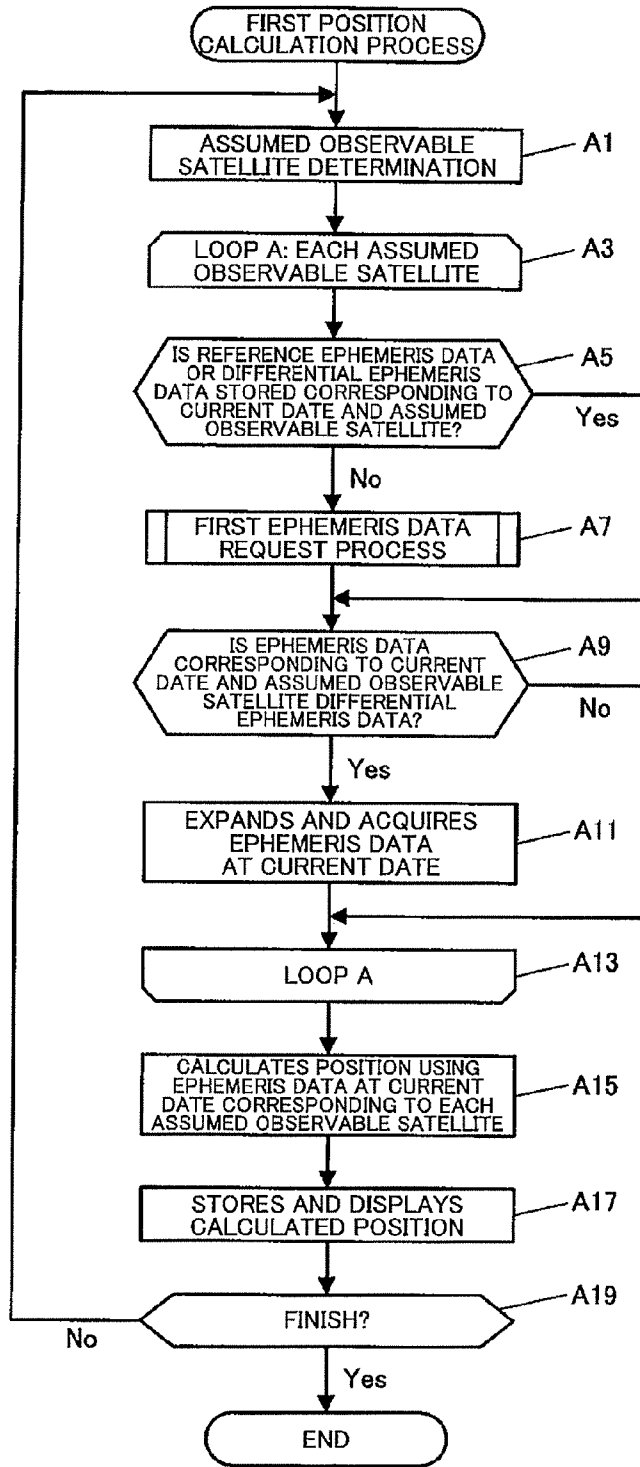 FIRST POSITION
CALCULATION PROCESS
ASSUMED OBSERVABLE
SATELLITE DETERMINATION
A1
LOOP A: EACH ASSUMED
OBSERVABLE SATELLITE
A3
IS REFERENCE EPHEMERIS DATA
OR DIFFERENTIAL EPHEMERIS
DATA STORED CORRESPONDING TO
CURRENT DATE AND ASSUMED
OBSERVABLE SATELLITE?
A5
Yes
No
FIRST EPHEMERIS DATA
REQUEST PROCESS
A7
IS EPHEMERIS DATA
CORRESPONDING TO CURRENT
DATE AND ASSUMED OBSERVABLE
SATELLITE DIFFERENTIAL
EPHEMERIS DATA?
A9
No
Yes
EXPANDS AND ACQUIRES
EPHEMERIS DATA
AT CURRENT DATE
A11
LOOP A
A13
CALCULATES POSITION USING
EPHEMERIS DATA AT CURRENT
DATE CORRESPONDING TO EACH
ASSUMED OBSERVABLE SATELLITE
A15
STORES AND DISPLAYS
CALCULATED POSITION
A17
FINISH?
A19
No
Yes
END